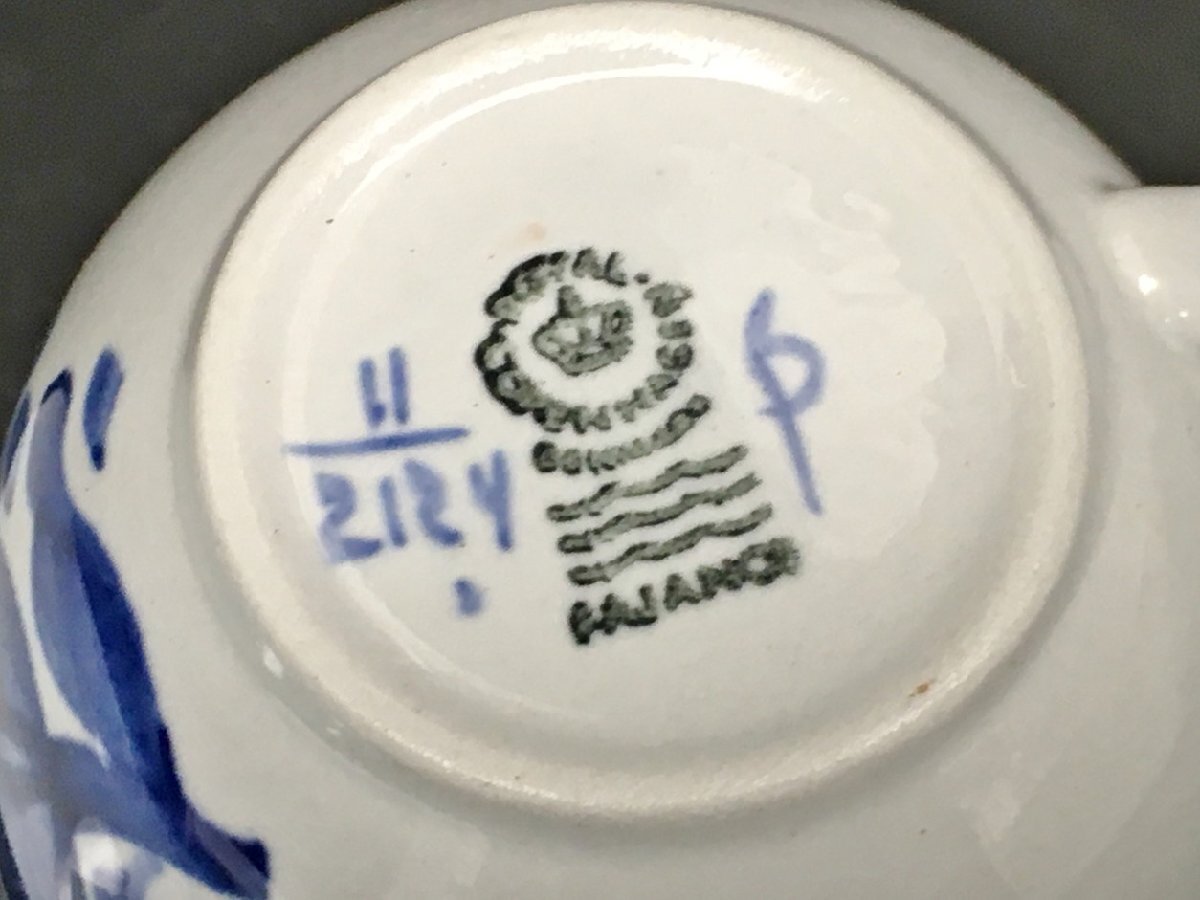 ROYAL
COPENHAGEN
DENMARK
FAJANCE
11
2124